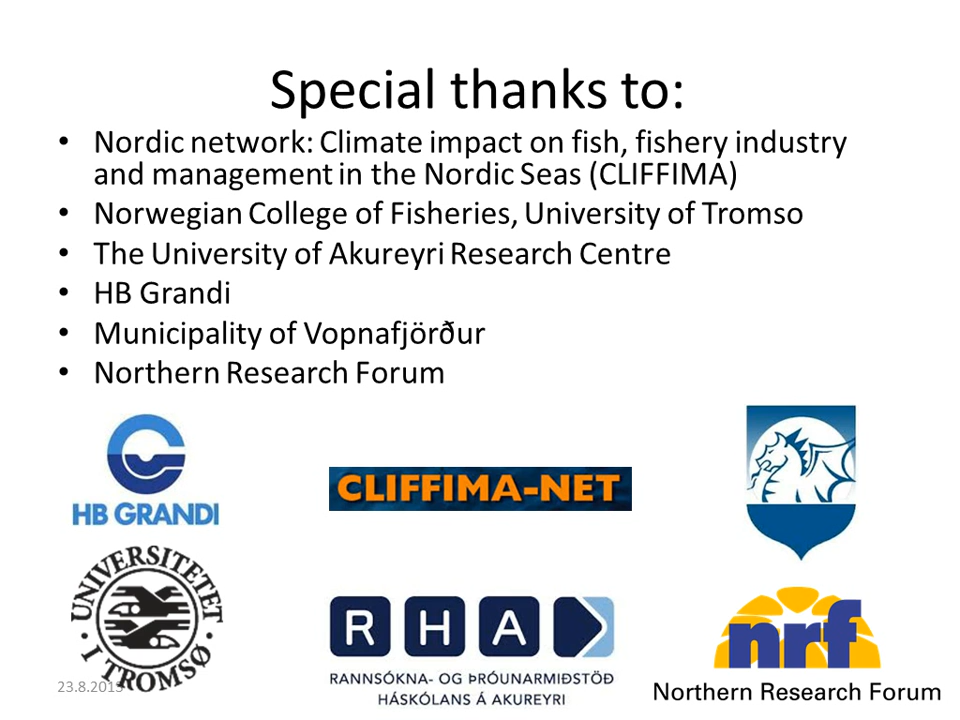 Special thanks to:
• Nordic network: Climate impact on fish, fishery industry
and management in the Nordic Seas (CLIFFIMA)
• Norwegian College of Fisheries, University of Tromso
• The University of Akureyri Research Centre
• HB Grandi
• Municipality of Vopnafjörður
• Northern Research Forum
HB GRANDI
CLIFFIMA-NET
UNIVERSITETET
I TROMSØ
RHA
RANNSÓKNA- OG ÞRÓUNARMIÐSTÖÐ
HÁSKÓLANS Á AKUREYRI
nrf
Northern Research Forum